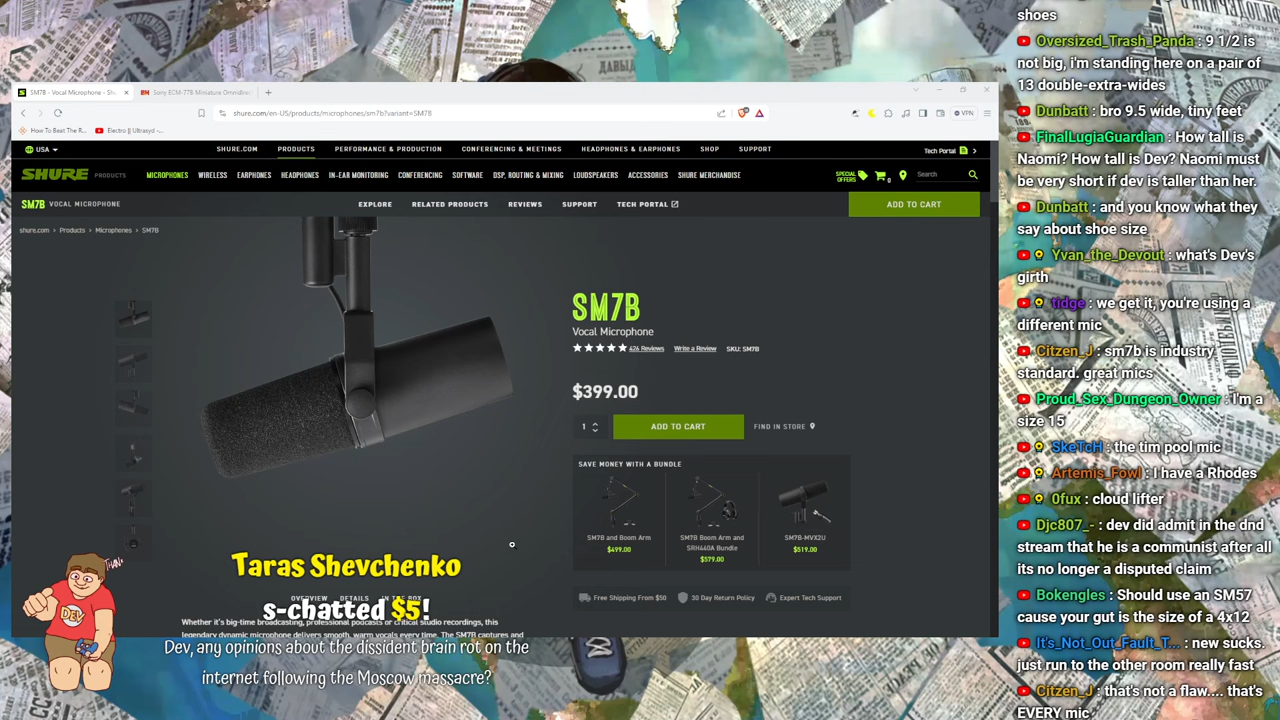 SM7B - Vocal Microphone - Shu
Sony ECM-77B Miniature Omnidirec
shure.com/en-US/products/microphones/sm7b?variant=SM7B
VPN
How To Beat The R...
Electro || Ultrasyd -...
USA
SHURE.COM PRODUCTS PERFORMANCE & PRODUCTION CONFERENCING & MEETINGS HEADPHONES & EARPHONES SHOP SUPPORT
Tech Portal
SHURE PRODUCTS
MICROPHONES WIRELESS EARPHONES HEADPHONES IN-EAR MONITORING CONFERENCING SOFTWARE DSP, ROUTING & MIXING LOUDSPEAKERS ACCESSORIES SHURE MERCHANDISE
SPECIAL OFFERS
0
Search
SM7B VOCAL MICROPHONE
EXPLORE RELATED PRODUCTS REVIEWS SUPPORT TECH PORTAL
ADD TO CART
shure.com > Products > Microphones > SM7B
SM7B
Vocal Microphone
426 Reviews Write a Review SKU: SM7B
$399.00
1 ADD TO CART FIND IN STORE
SAVE MONEY WITH A BUNDLE
SM7B and Boom Arm
$499.00
SM7B Boom Arm and
SRH440A Bundle
$579.00
SM7B-MVX2U
$519.00
Free Shipping From $50 30 Day Return Policy Expert Tech Support
OVERVIEW DETAILS IN THE BOX
Whether it's big-time broadcasting, professional podcasts or critical studio recordings, this
legendary dynamic microphone delivers smooth, warm vocals every time. The SM7B captures and
DEV
Taras Shevchenko
s-chatted $5!
Dev, any opinions about the dissident brain rot on the
internet following the Moscow massacre?
shoes
Oversized_Trash_Panda : 9 1/2 is
not big, i'm standing here on a pair of
13 double-extra-wides
Dunbatt : bro 9.5 wide, tiny feet
FinalLugiaGuardian : How tall is
Naomi? How tall is Dev? Naomi must
be very short if dev is taller than her.
Dunbatt : and you know what they
say about shoe size
Yvan_the_Devout : what's Dev's
girth
tidge : we get it, you're using a
different mic
Citzen_J : sm7b is industry
standard. great mics
Proud_Sex_Dungeon_Owner : I'm a
size 15
SkeTcH : the tim pool mic
Artemis_Fowl : I have a Rhodes
0fux : cloud lifter
Djc807_- : dev did admit in the dnd
stream that he is a communist after all
its no longer a disputed claim
Bokengles : Should use an SM57
cause your gut is the size of a 4x12
It's_Not_Out_Fault_T... : new sucks.
just run to the other room really fast
Citzen_J : that's not a flaw.... that's
EVERY mic